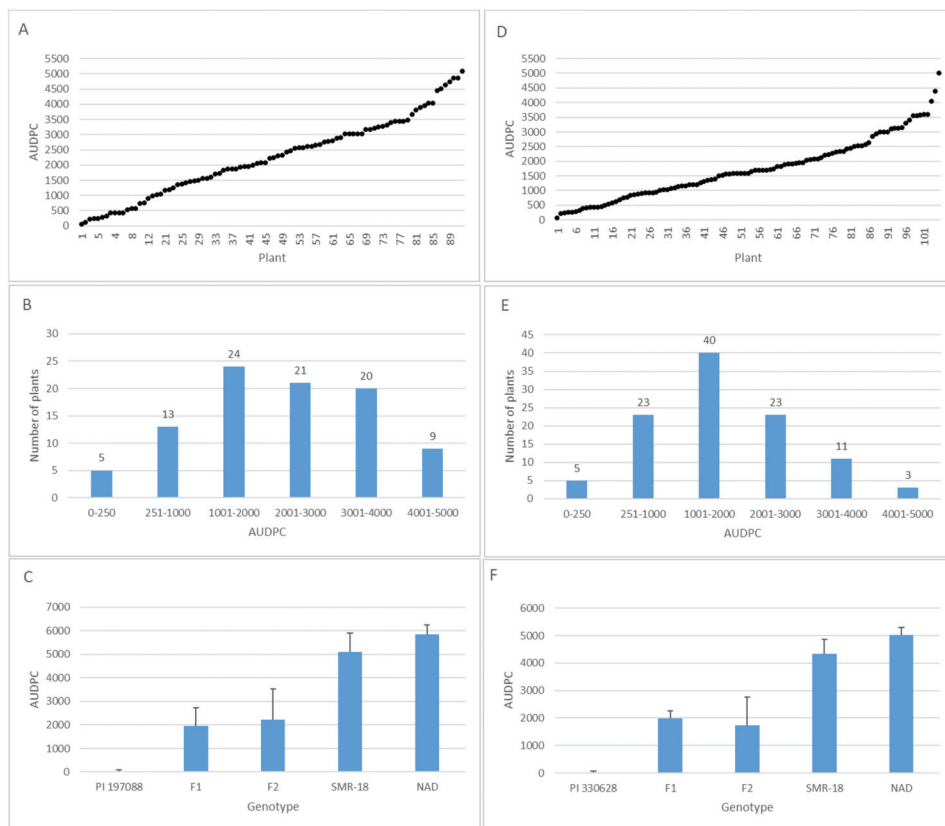 A
AUDPC
5500
5000
4500
4000
3500
3000
2500
2000
1500
1000
500
0
1 5 4 8 12 21 25 29 33 37 41 45 49 53 57 61 65 69 73 77 81 85 89
Plant
D
AUDPC
5500
5000
4500
4000
3500
3000
2500
2000
1500
1000
500
0
1 6 11 16 21 26 31 36 41 46 51 56 61 66 71 76 81 86 91 96 101
Plant
B
Number of plants
30
25
20
15
10
5
0
5 13 24 21 20 9
0-250 251-1000 1001-2000 2001-3000 3001-4000 4001-5000
AUDPC
E
Number of plants
45
40
35
30
25
20
15
10
5
0
5 23 40 23 11 3
0-250 251-1000 1001-2000 2001-3000 3001-4000 4001-5000
AUDPC
C
AUDPC
7000
6000
5000
4000
3000
2000
1000
0
PI 197088 F1 F2 SMR-18 NAD
Genotype
F
AUDPC
6000
5000
4000
3000
2000
1000
0
PI 330628 F1 F2 SMR-18 NAD
Genotype